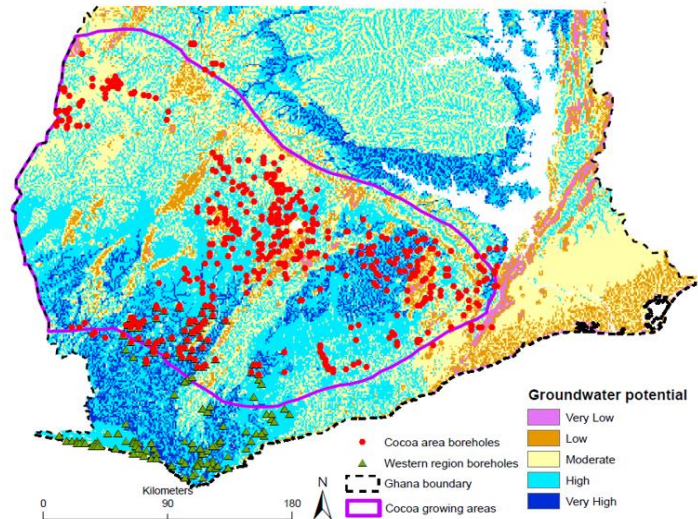 Groundwater potential
Very Low
Low
Moderate
High
Very High
Cocoa area boreholes
Western region boreholes
Ghana boundary
Cocoa growing areas
N
Kilometers
0 90 180